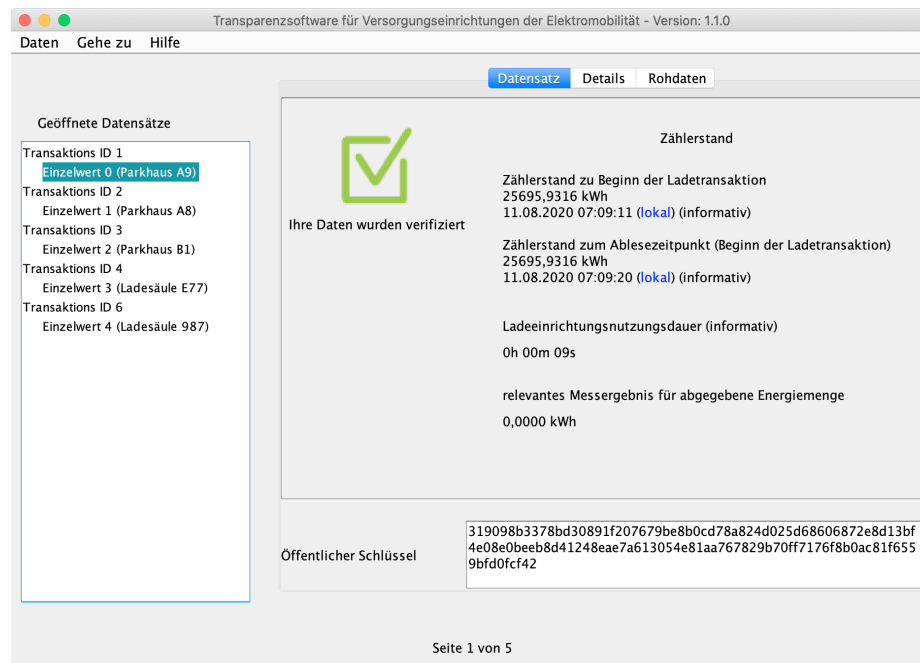 Transparenzsoftware für Versorgungseinrichtungen der Elektromobilität - Version: 1.1.0
Daten Gehe zu Hilfe
Datensatz Details Rohdaten
Geöffnete Datensätze
Transaktions ID 1
Einzelwert 0 (Parkhaus A9)
Transaktions ID 2
Einzelwert 1 (Parkhaus A8)
Transaktions ID 3
Einzelwert 2 (Parkhaus B1)
Transaktions ID 4
Einzelwert 3 (Ladesäule E77)
Transaktions ID 6
Einzelwert 4 (Ladesäule 987)
Ihre Daten wurden verifiziert
Zählerstand
Zählerstand zu Beginn der Ladetransaktion
25695,9316 kWh
11.08.2020 07:09:11 (lokal) (informativ)
Zählerstand zum Ablesezeitpunkt (Beginn der Ladetransaktion)
25695,9316 kWh
11.08.2020 07:09:20 (lokal) (informativ)
Ladeeinrichtungsnutzungsdauer (informativ)
0h 00m 09s
relevantes Messergebnis für abgegebene Energiemenge
0,0000 kWh
Öffentlicher Schlüssel
319098b3378bd30891f207679be8b0cd78a824d025d68606872e8d13bf
4e08e0beeb8d41248eae7a613054e81aa767829b70ff7176f8b0ac81f655
9bfd0fcf42
Seite 1 von 5